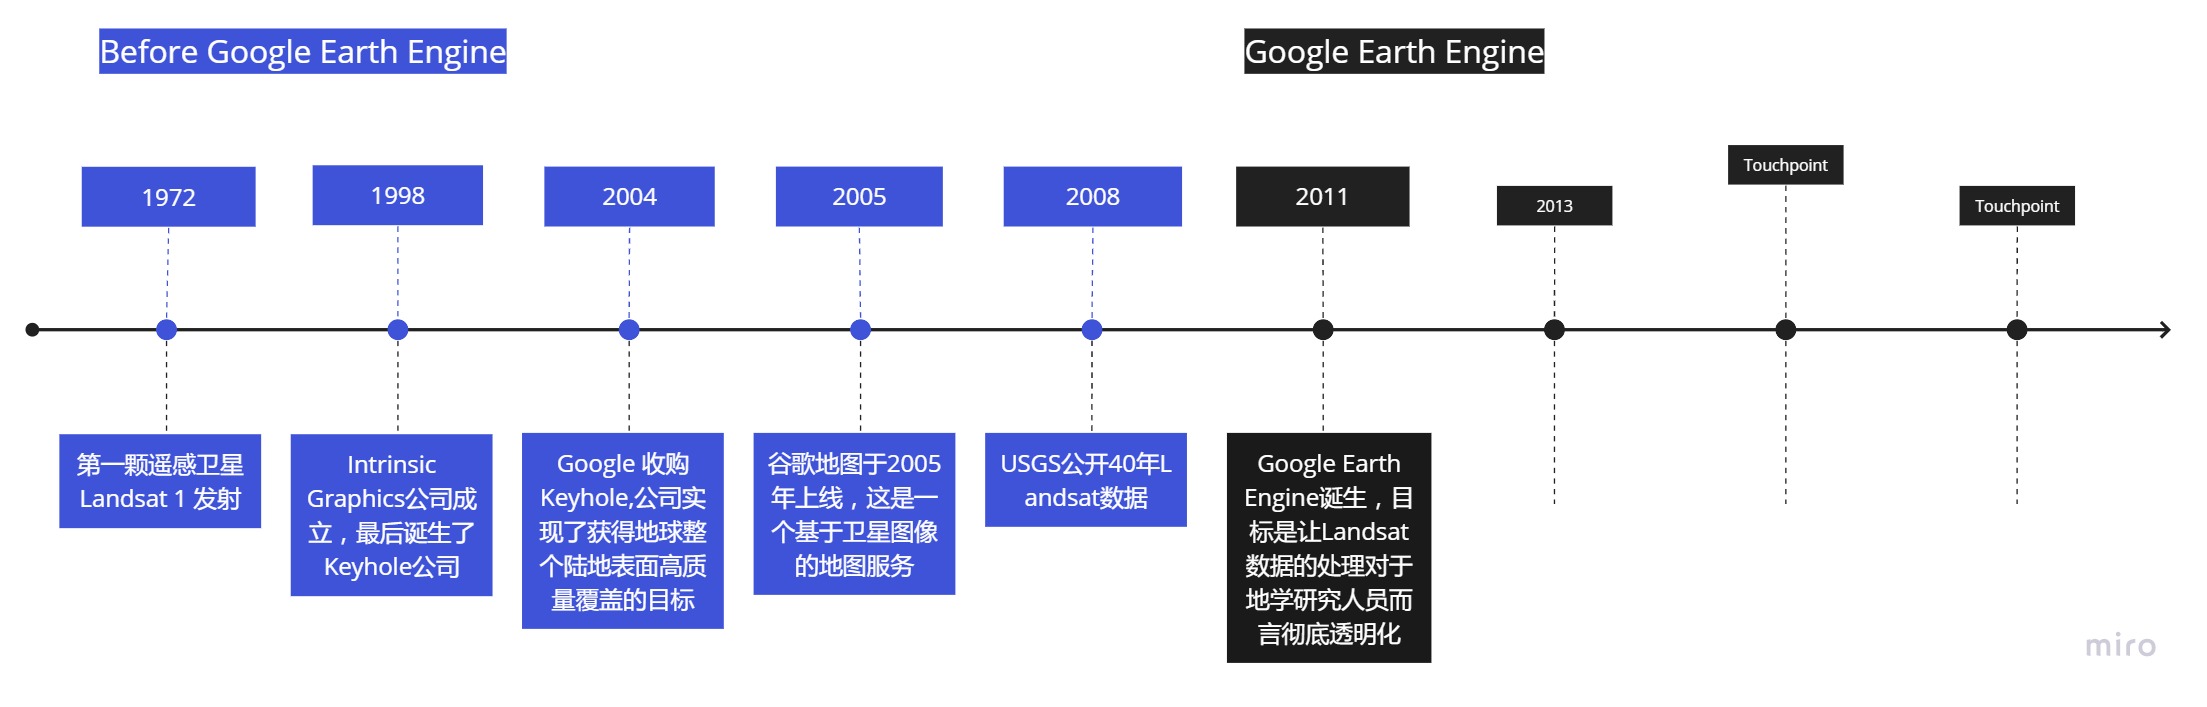 Before Google Earth Engine
Google Earth Engine
1972
1998
2004
2005
2008
2011
2013
Touchpoint
Touchpoint
第一颗遥感卫星
Landsat 1 发射
Intrinsic
Graphics公司成
立，最后诞生了
Keyhole公司
Google 收购
Keyhole,公司实
现了获得地球整
个陆地表面高质
量覆盖的目标
谷歌地图于2005
年上线，这是一
个基于卫星图像
的地图服务
USGS公开40年L
andsat数据
Google Earth
Engine诞生，目
标是让Landsat
数据的处理对于
地学研究人员而
言彻底透明化
miro